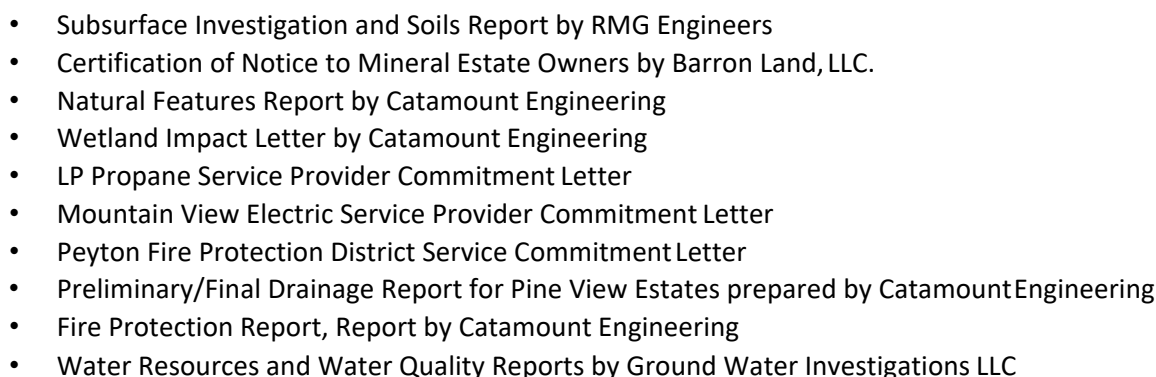 • Subsurface Investigation and Soils Report by RMG Engineers
• Certification of Notice to Mineral Estate Owners by Barron Land, LLC.
• Natural Features Report by Catamount Engineering
• Wetland Impact Letter by Catamount Engineering
• LP Propane Service Provider Commitment Letter
• Mountain View Electric Service Provider Commitment Letter
• Peyton Fire Protection District Service Commitment Letter
• Preliminary/Final Drainage Report for Pine View Estates prepared by Catamount Engineering
• Fire Protection Report, Report by Catamount Engineering
• Water Resources and Water Quality Reports by Ground Water Investigations LLC